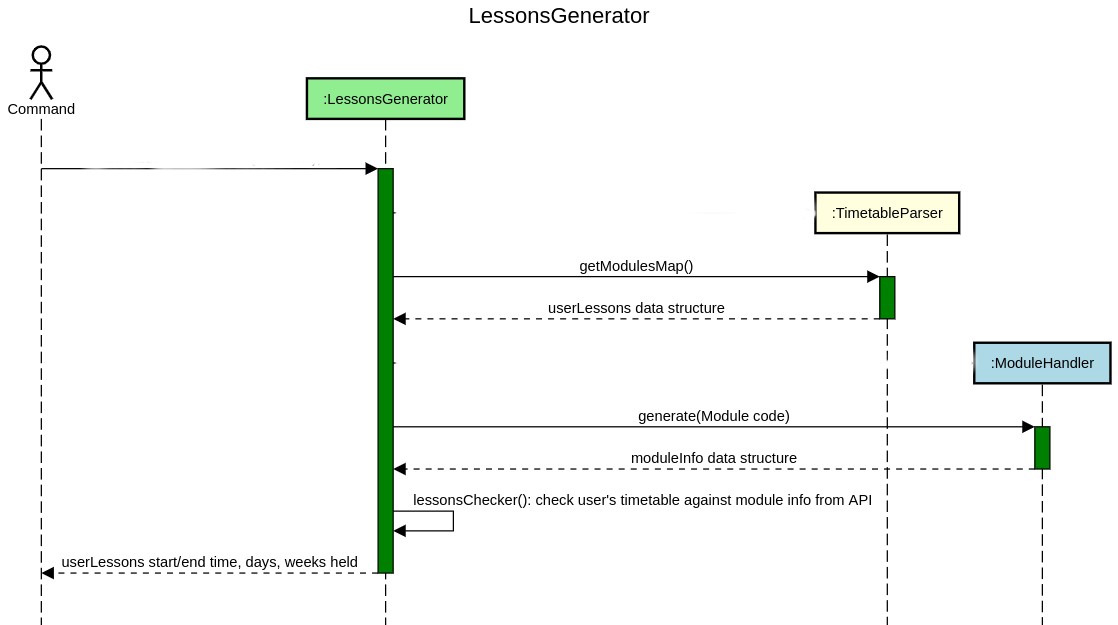 LessonsGenerator
Command
:LessonsGenerator
:TimetableParser
getModulesMap()
userLessons data structure
:ModuleHandler
generate(Module code)
moduleInfo data structure
lessonsChecker(): check user's timetable against module info from API
userLessons start/end time, days, weeks held